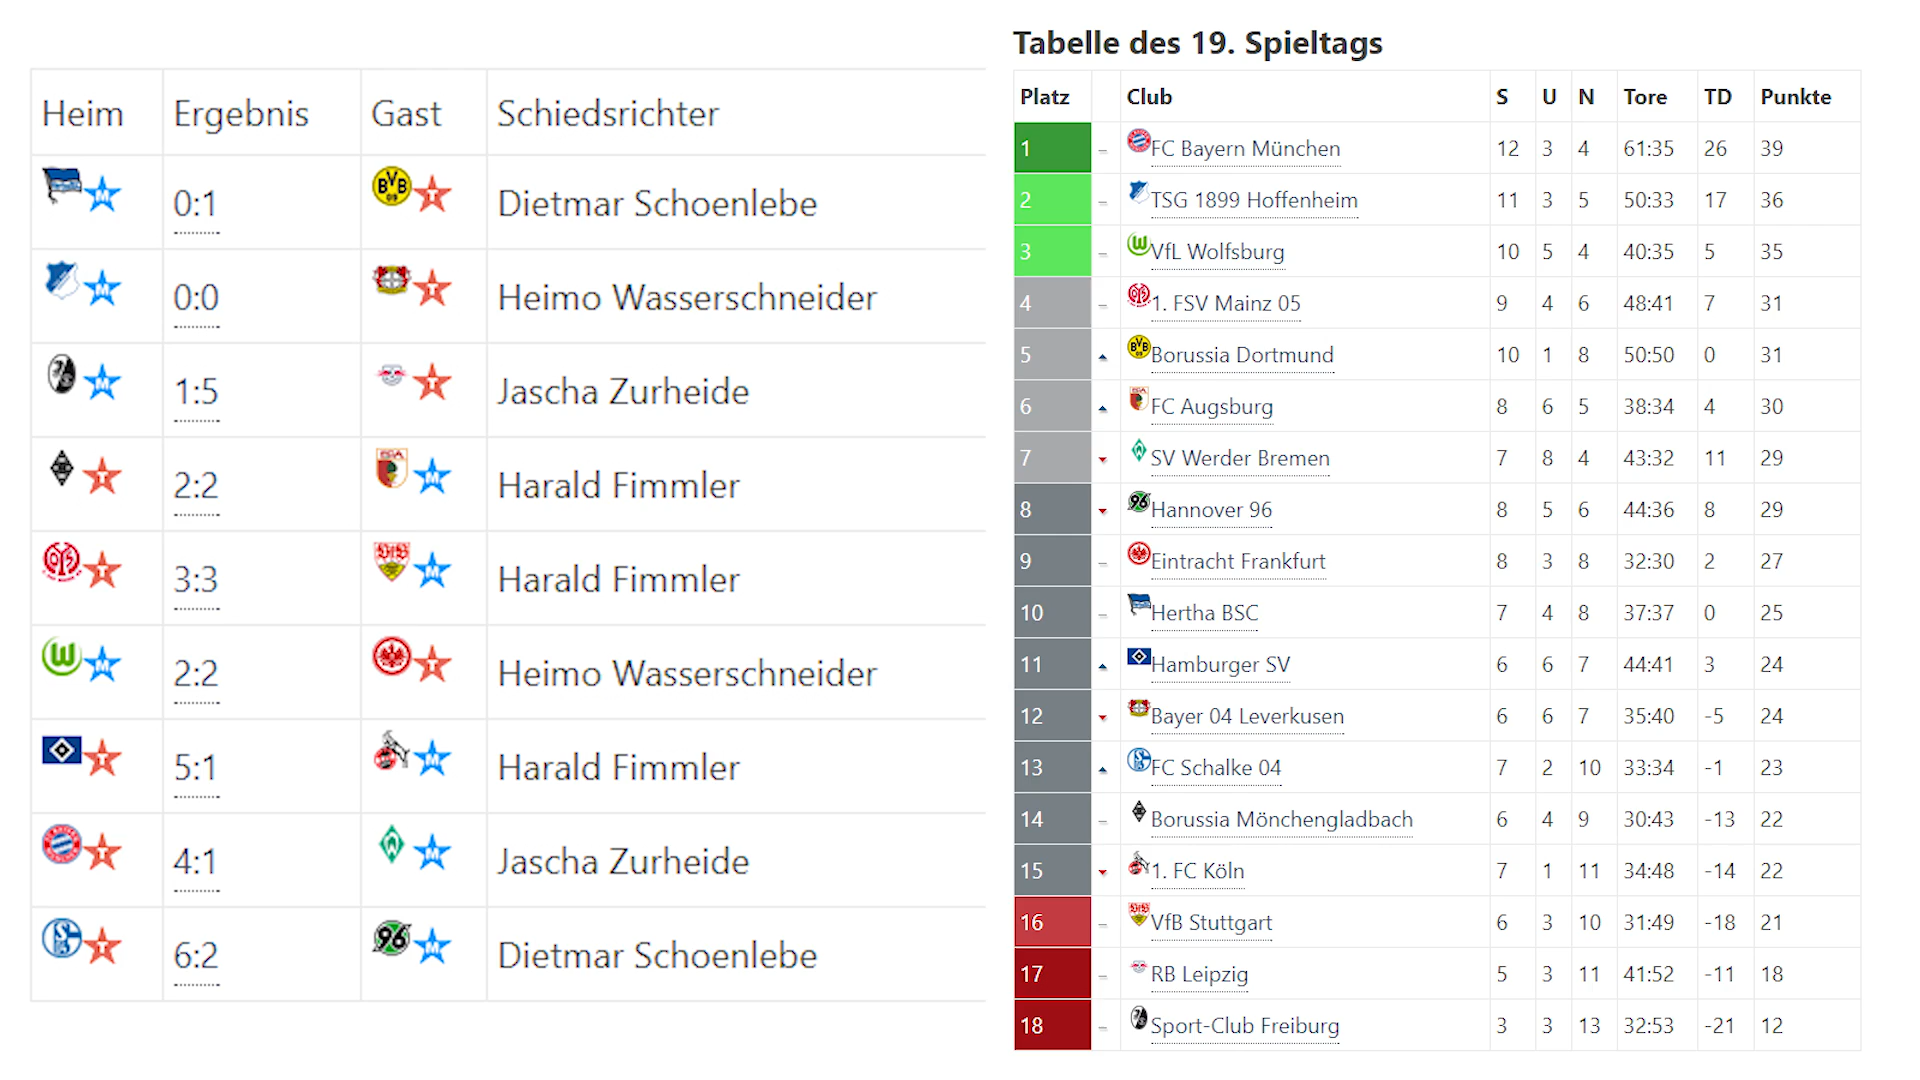 Heim Ergebnis Gast Schiedsrichter
M 0:1 BVB 09 T Dietmar Schoenlebe
M 0:0 T Heimo Wasserschneider
M 1:5 T Jascha Zurheide
T 2:2 M Harald Fimmler
T 3:3 M Harald Fimmler
M 2:2 T Heimo Wasserschneider
T 5:1 M Harald Fimmler
T 4:1 M Jascha Zurheide
T 6:2 96 M Dietmar Schoenlebe
Tabelle des 19. Spieltags
Platz Club S U N Tore TD Punkte
1 – FC Bayern München 12 3 4 61:35 26 39
2 – TSG 1899 Hoffenheim 11 3 5 50:33 17 36
3 – VfL Wolfsburg 10 5 4 40:35 5 35
4 – 1. FSV Mainz 05 9 4 6 48:41 7 31
5 Borussia Dortmund 10 1 8 50:50 0 31
6 FC Augsburg 8 6 5 38:34 4 30
7 SV Werder Bremen 7 8 4 43:32 11 29
8 Hannover 96 8 5 6 44:36 8 29
9 – Eintracht Frankfurt 8 3 8 32:30 2 27
10 – Hertha BSC 7 4 8 37:37 0 25
11 Hamburger SV 6 6 7 44:41 3 24
12 Bayer 04 Leverkusen 6 6 7 35:40 -5 24
13 FC Schalke 04 7 2 10 33:34 -1 23
14 – Borussia Mönchengladbach 6 4 9 30:43 -13 22
15 1. FC Köln 7 1 11 34:48 -14 22
16 – VfB Stuttgart 6 3 10 31:49 -18 21
17 – RB Leipzig 5 3 11 41:52 -11 18
18 – Sport-Club Freiburg 3 3 13 32:53 -21 12